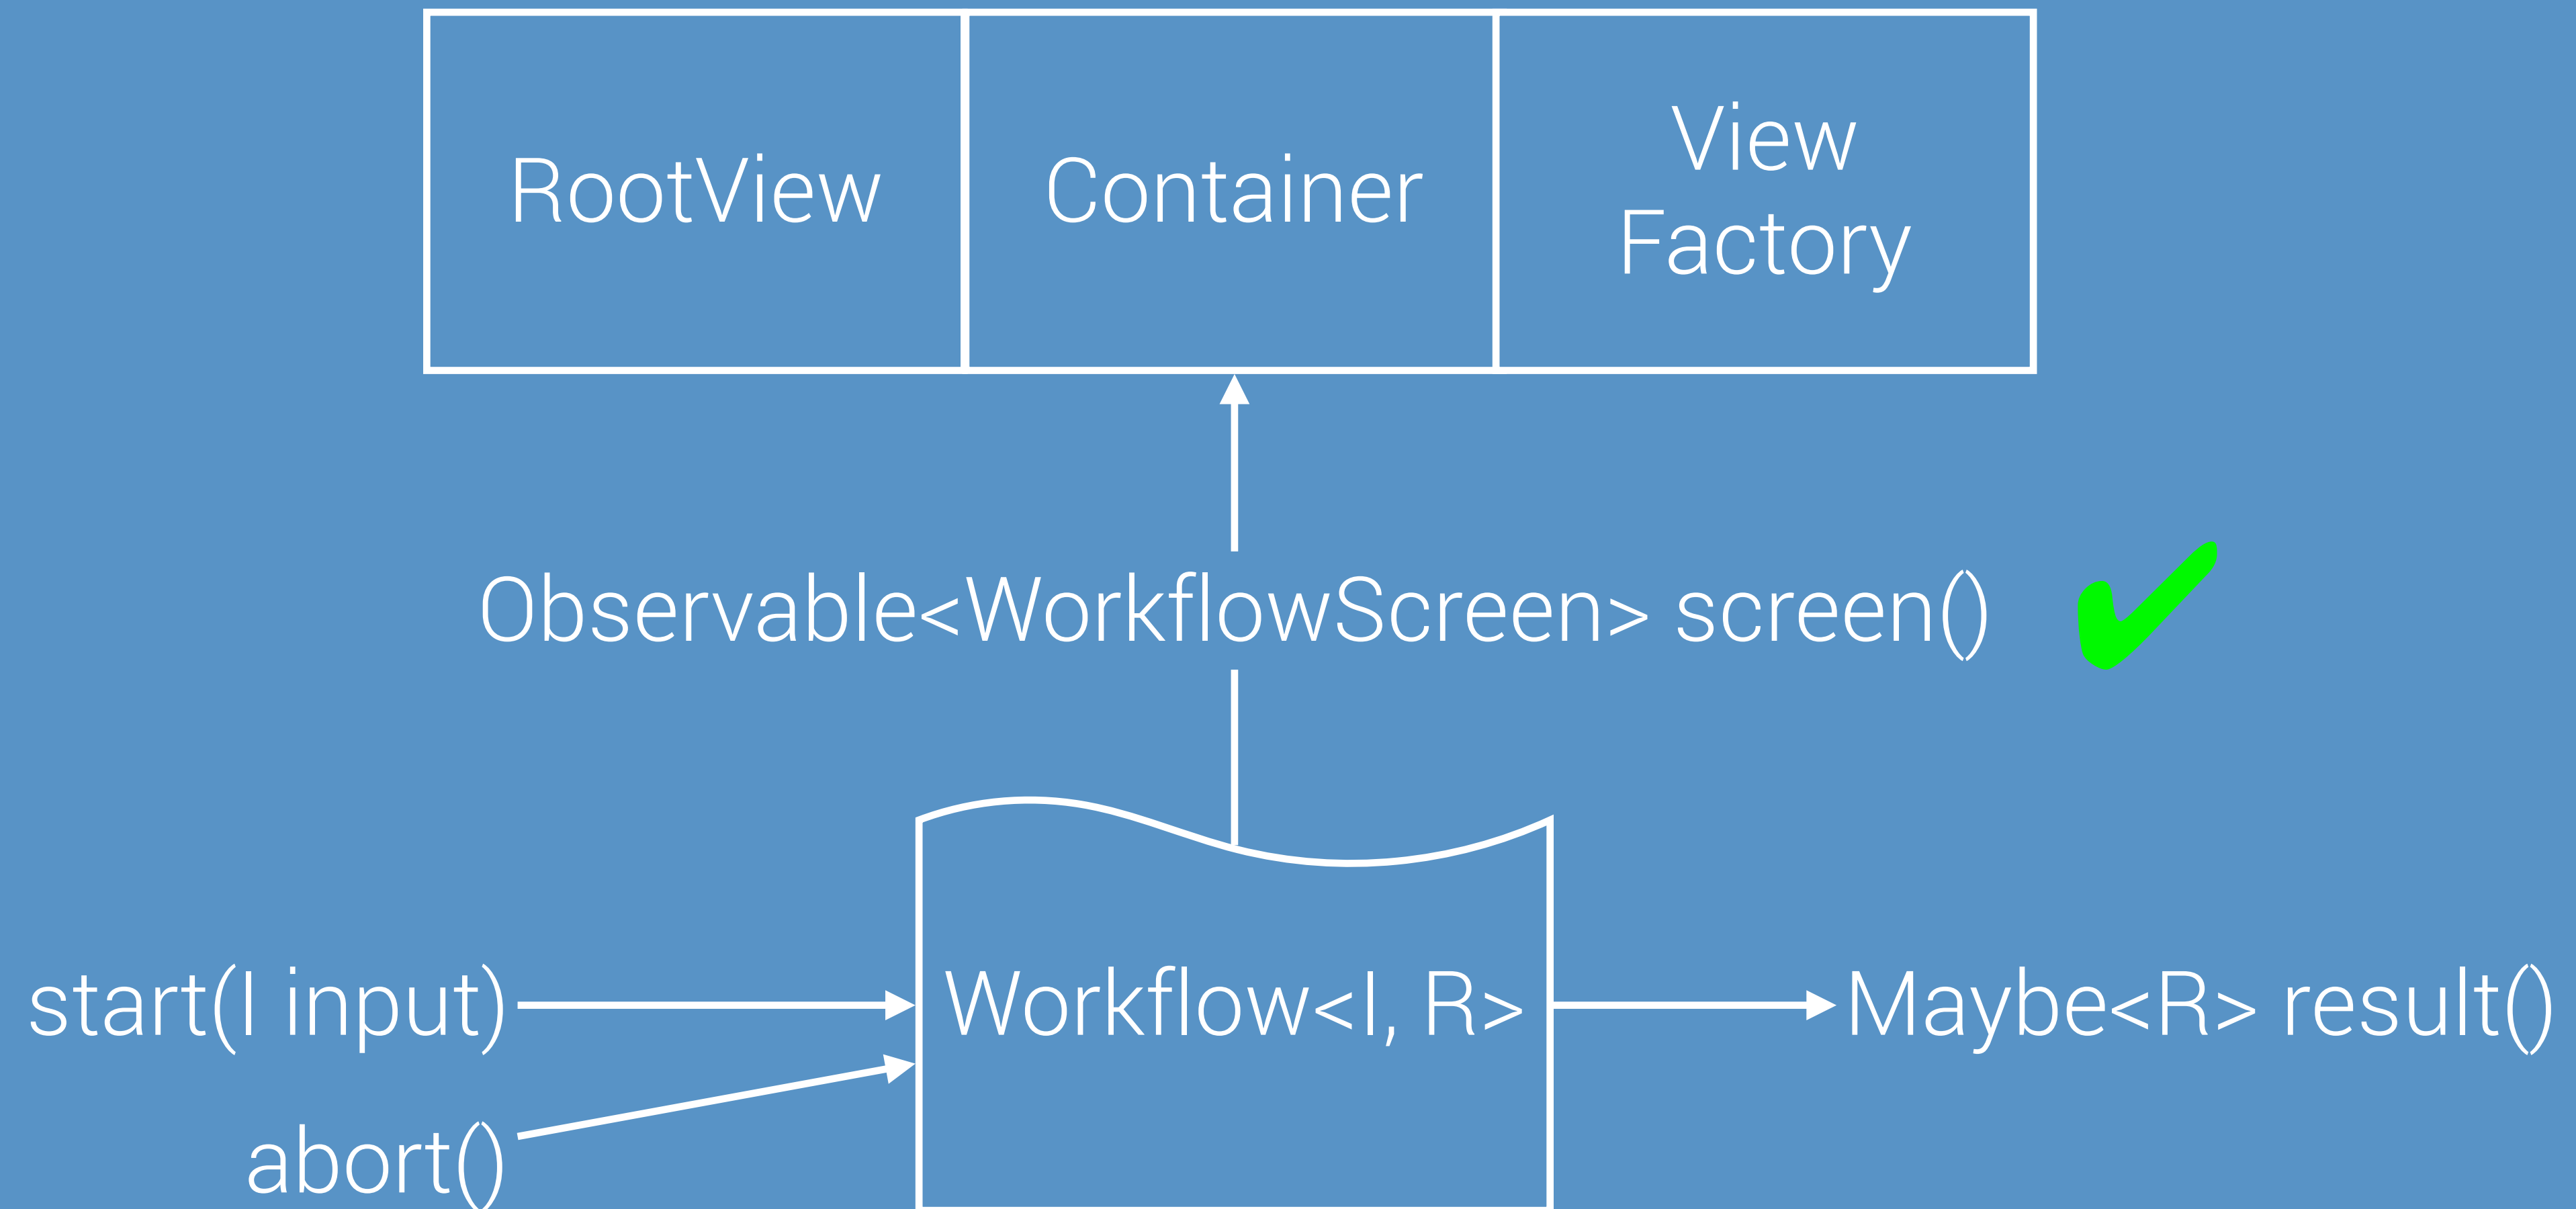 RootView
Container
View
Factory
Observable<WorkflowScreen> screen()
start(I input)
Workflow<I, R>
Maybe<R> result()
abort()